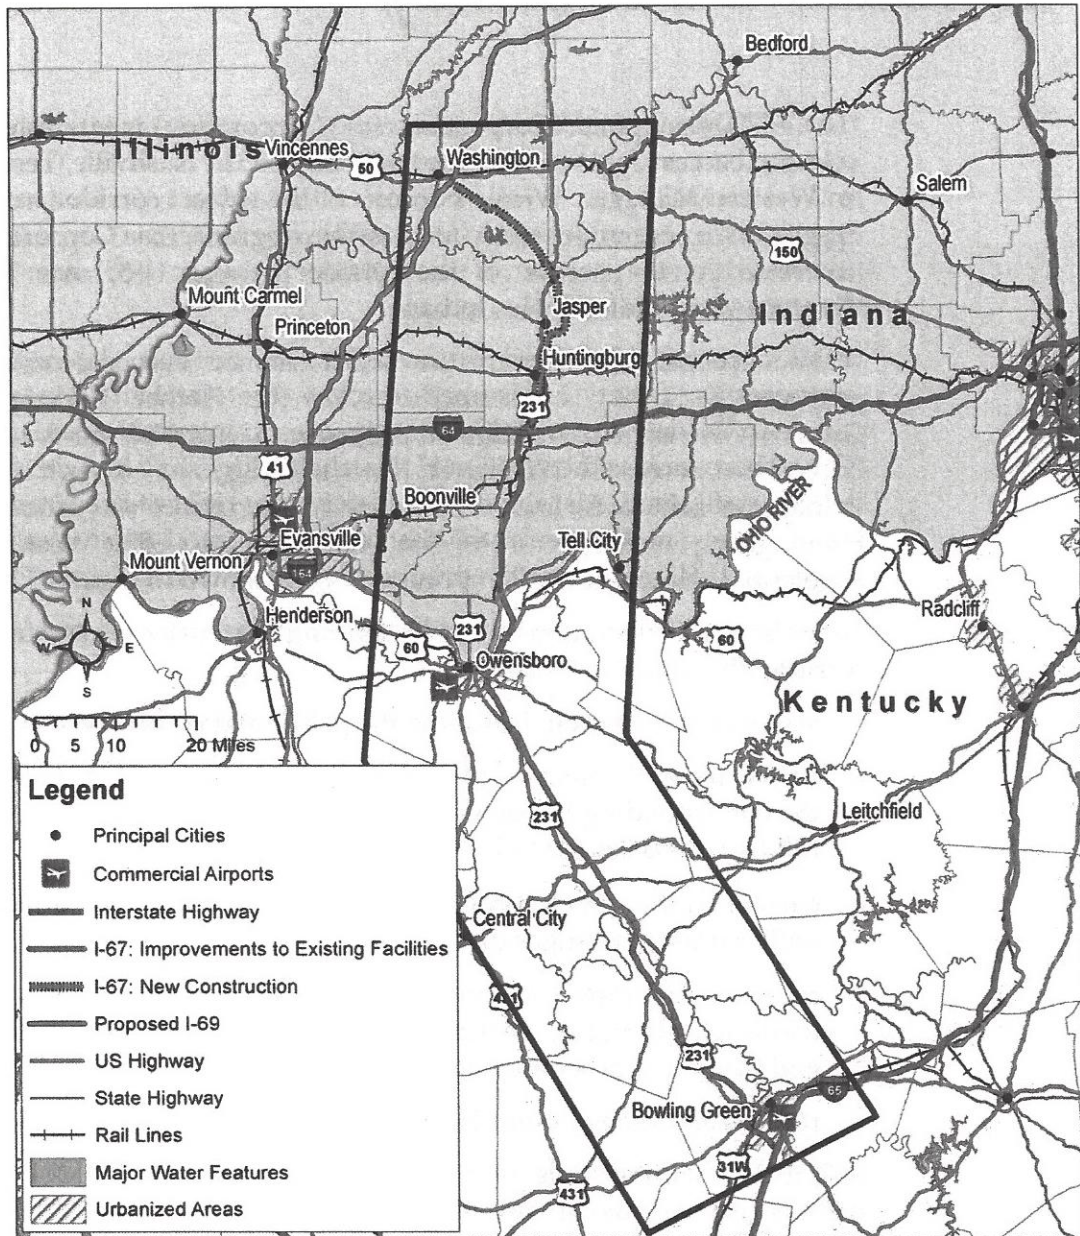 Bedford
Illinois
Vincennes
50
Washington
Salem
150
Mount Carmel
Jasper
Princeton
Indiana
Huntingburg
231
64
41
Boonville
OHIO RIVER
Evansville
Tell City
Mount Vernon
164
N
Henderson
231
Radcliff
W
E
60
60
S
Owensboro
Kentucky
0 5 10 20 Miles
Legend
Principal Cities
Commercial Airports
Interstate Highway
I-67: Improvements to Existing Facilities
I-67: New Construction
Proposed I-69
US Highway
State Highway
Rail Lines
Major Water Features
Urbanized Areas
231
Leitchfield
Central City
431
231
65
Bowling Green
31W
431